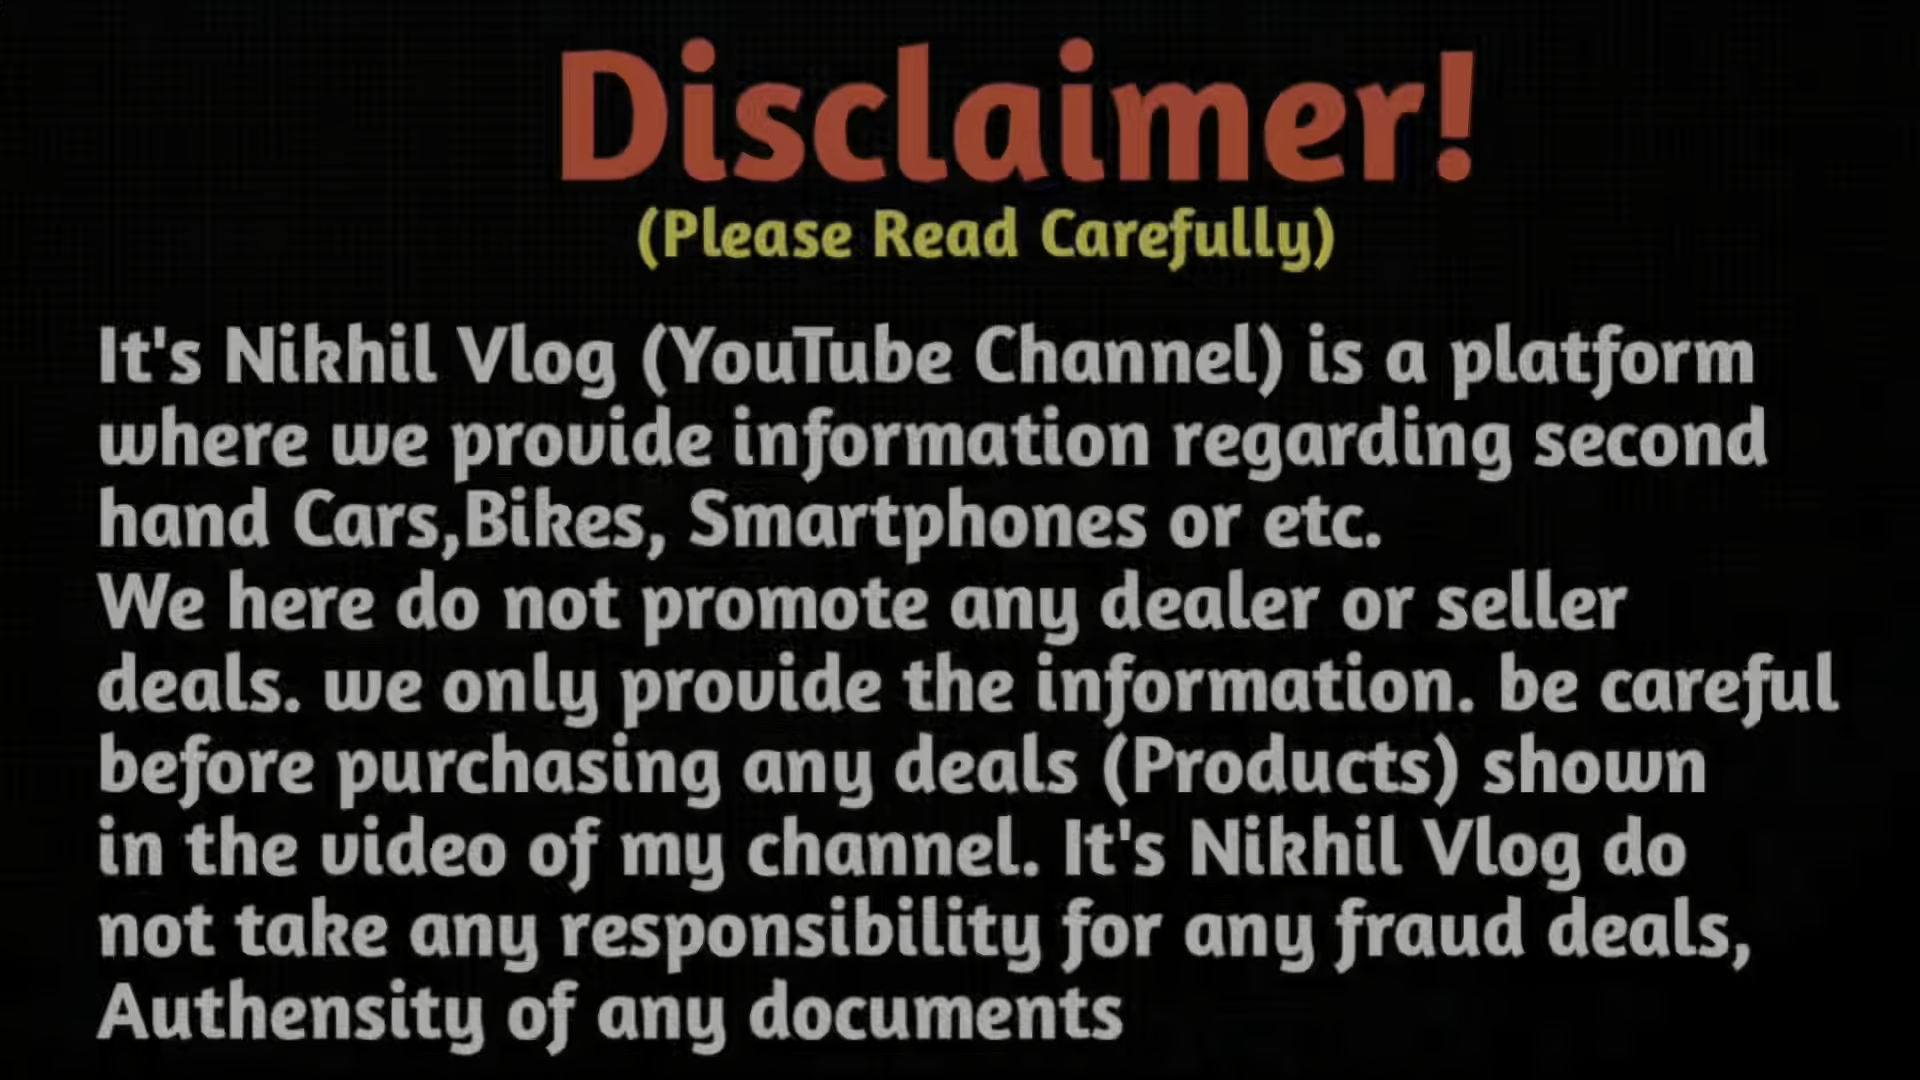 Disclaimer!
(Please Read Carefully)
It's Nikhil Vlog (YouTube Channel) is a platform
where we provide information regarding second
hand Cars,Bikes, Smartphones or etc.
We here do not promote any dealer or seller
deals. we only provide the information. be careful
before purchasing any deals (Products) shown
in the video of my channel. It's Nikhil Vlog do
not take any responsibility for any fraud deals,
Authensity of any documents